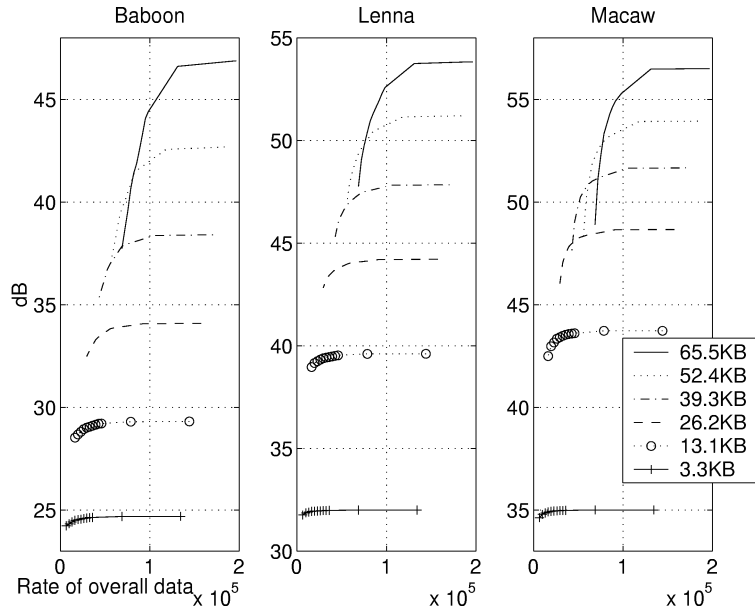 Baboon
Lenna
Macaw
dB
45
40
35
30
25
0
1
2
55
50
45
40
35
30
0
1
2
55
50
45
40
35
0
1
2
65.5KB
52.4KB
39.3KB
26.2KB
13.1KB
3.3KB
Rate of overall data
x 10^5
x 10^5
x 10^5